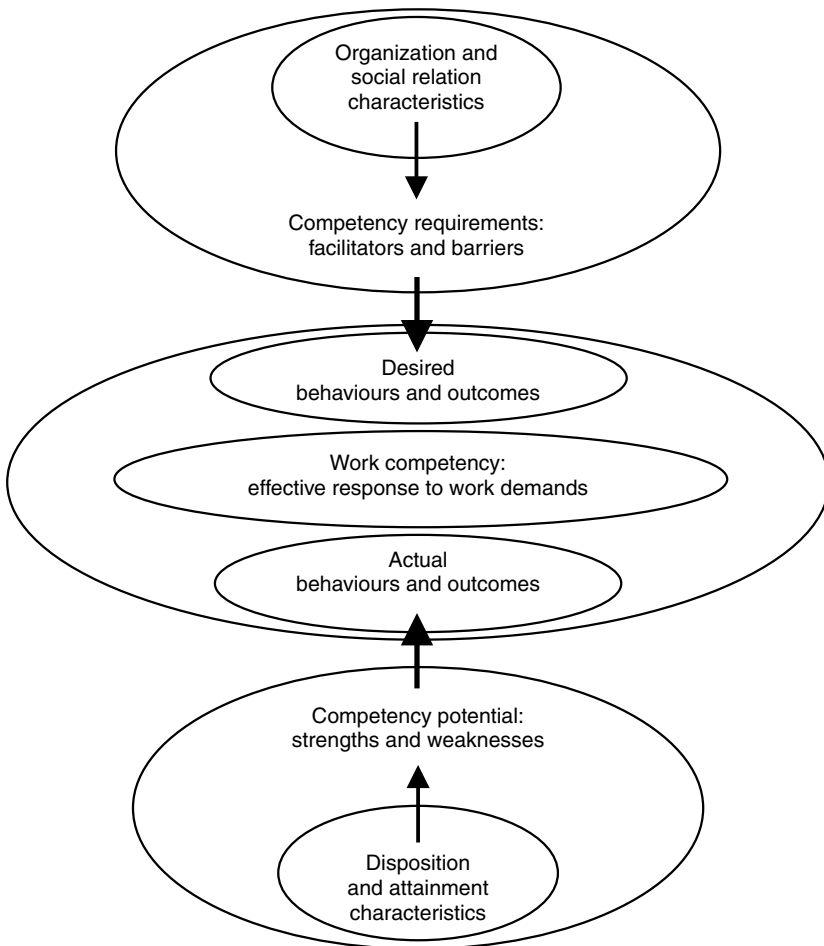 Organization and
social relation
characteristics
Competency requirements:
facilitators and barriers
Desired
behaviours and outcomes
Work competency:
effective response to work demands
Actual
behaviours and outcomes
Competency potential:
strengths and weaknesses
Disposition
and attainment
characteristics